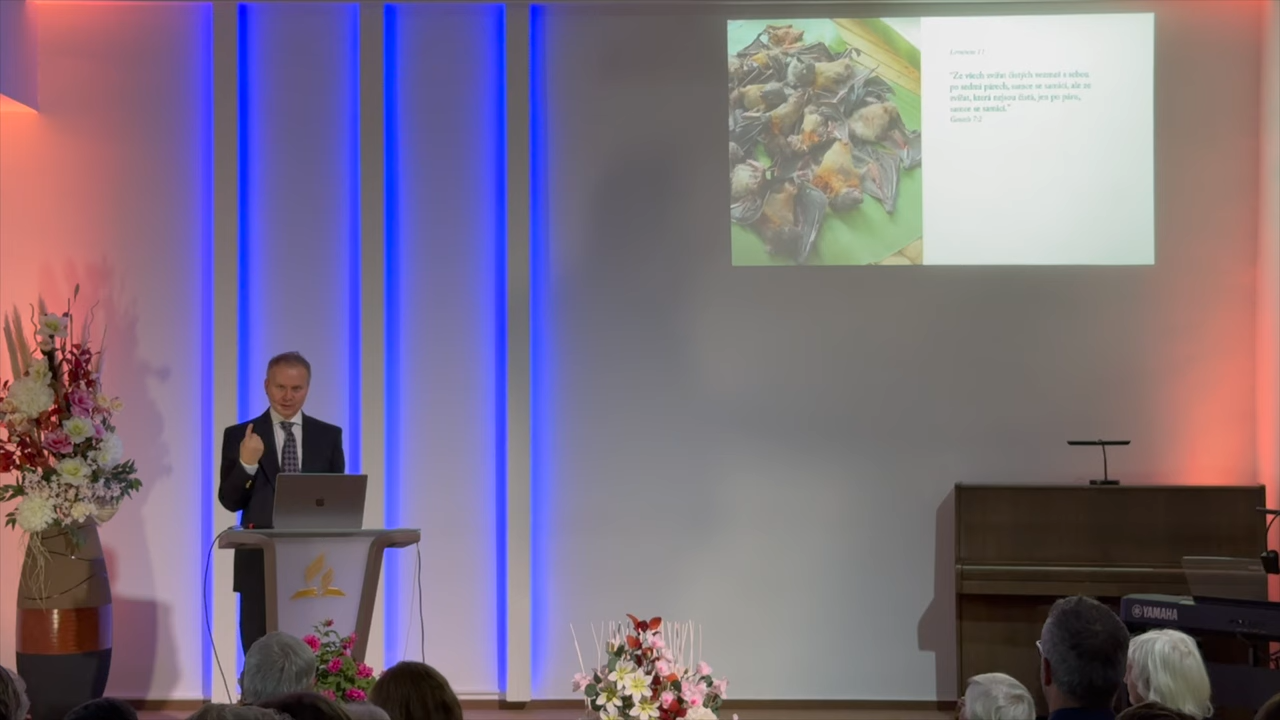 Leviticus 11
"Ze všech zvířat čistých vezmeš s sebou
po sedmi párech, samce se samicí, ale ze
zvířat, která nejsou čistá, jen po páru,
samce se samicí."
Genesis 7:2
YAMAHA